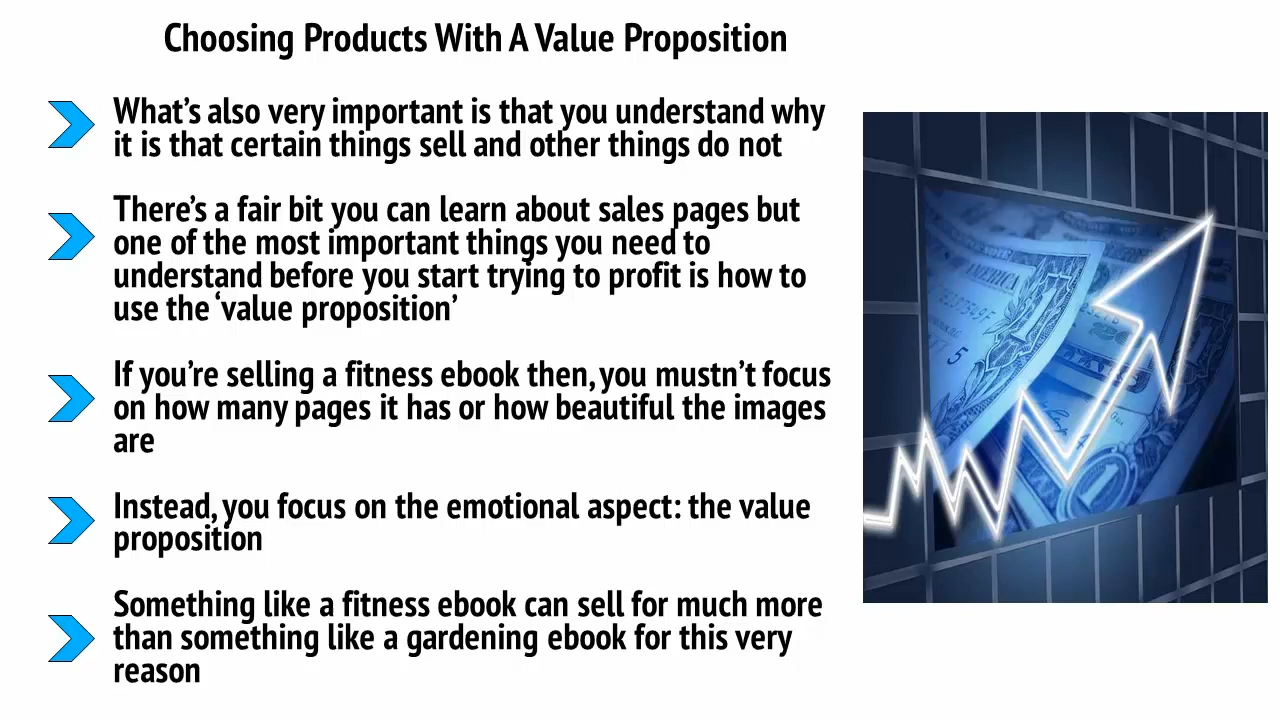 Choosing Products With A Value Proposition
What's also very important is that you understand why
it is that certain things sell and other things do not
There's a fair bit you can learn about sales pages but
one of the most important things you need to
understand before you start trying to profit is how to
use the ‘value proposition’
If you’re selling a fitness ebook then, you mustn’t focus
on how many pages it has or how beautiful the images
are
Instead, you focus on the emotional aspect: the value
proposition
Something like a fitness ebook can sell for much more
than something like a gardening ebook for this very
reason